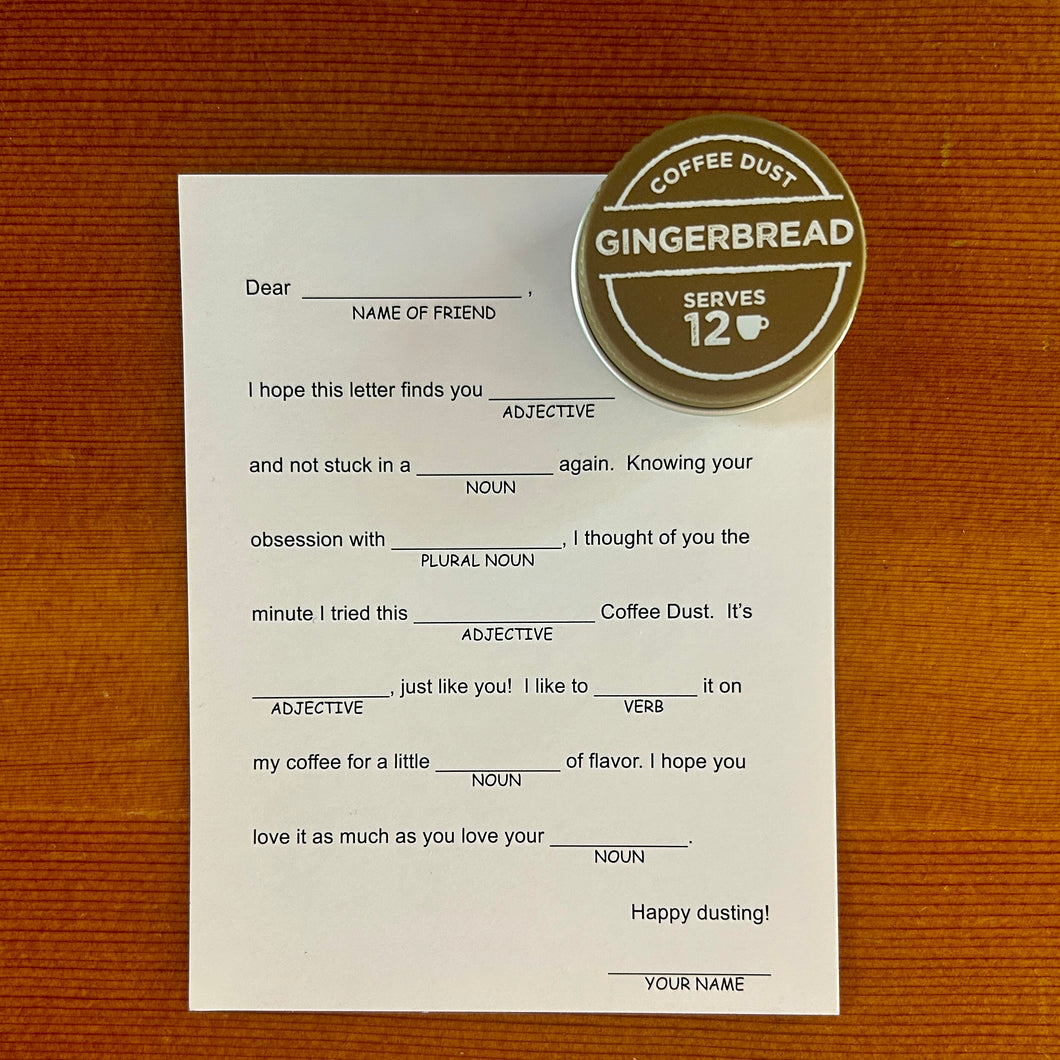 COFFEE DUST
GINGERBREAD
SERVES
12
Dear ____________________ ,
NAME OF FRIEND
I hope this letter finds you ____________
ADJECTIVE
and not stuck in a ____________ again.  Knowing your
NOUN
obsession with _______________, I thought of you the
PLURAL NOUN
minute I tried this ________________ Coffee Dust.  It's
ADJECTIVE
____________, just like you!  I like to _________ it on
ADJECTIVE VERB
my coffee for a little ___________ of flavor. I hope you
NOUN
love it as much as you love your ____________.
NOUN
Happy dusting!
______________
YOUR NAME